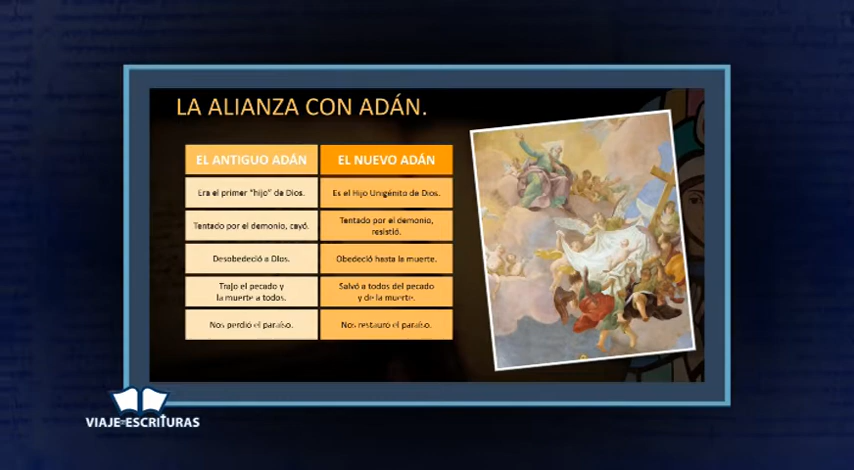 LA ALIANZA CON ADÁN.
EL ANTIGUO ADÁN
EL NUEVO ADÁN
Era el primer "hijo" de Dios.
Es el Hijo Unigénito de Dios.
Tentado por el demonio, cayó.
Tentado por el demonio,
resistió.
Desobedeció a Dios.
Obedeció hasta la muerte.
Trajo el pecado y
la muerte a todos.
Salvó a todos del pecado
y de la muerte.
Nos perdió el paraíso.
Nos restauró el paraíso.
VIAJE ESCRITURAS